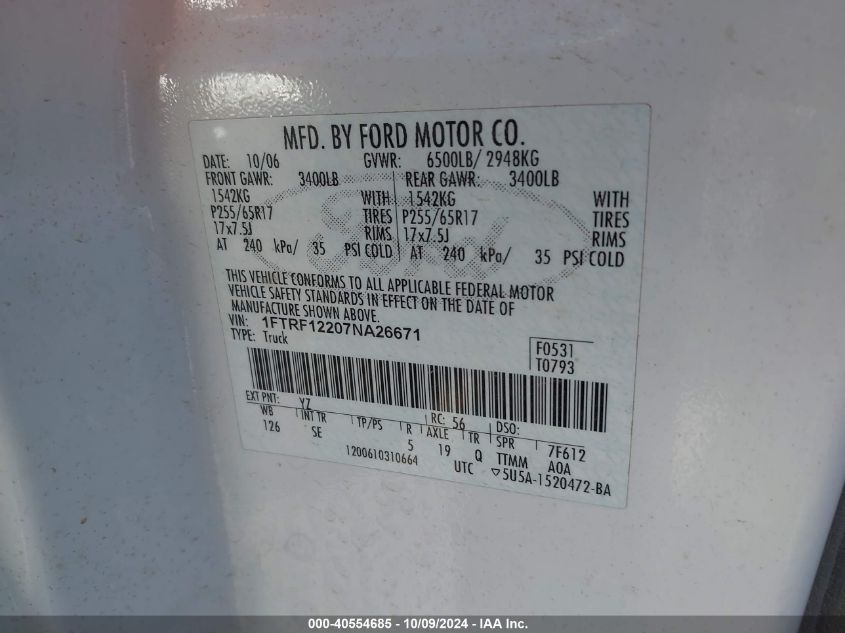 MFD. BY FORD MOTOR CO.
DATE: 10/06 GVWR: 6500LB/ 2948KG
FRONT GAWR: 3400LB REAR GAWR: 3400LB
1542KG WITH 1542KG WITH
P255/65R17 TIRES P255/65R17 TIRES
17x7.5J RIMS 17x7.5J RIMS
AT 240 kPa/ 35 PSI COLD AT 240 kPa/ 35 PSI COLD
THIS VEHICLE CONFORMS TO ALL APPLICABLE FEDERAL MOTOR
VEHICLE SAFETY STANDARDS IN EFFECT ON THE DATE OF
MANUFACTURE SHOWN ABOVE.
VIN: 1FTRF12207NA26671
TYPE: Truck
F0531
T0793
EXT PNT: YZ RC: 56 DSO:
WB INT TR TP/PS R AXLE TR SPR 7F612
126 SE 5 19 Q TTMM AOA
1200610310664 UTC ▽5U5A-1520472-BA
000-40554685 - 10/09/2024 - IAA Inc.